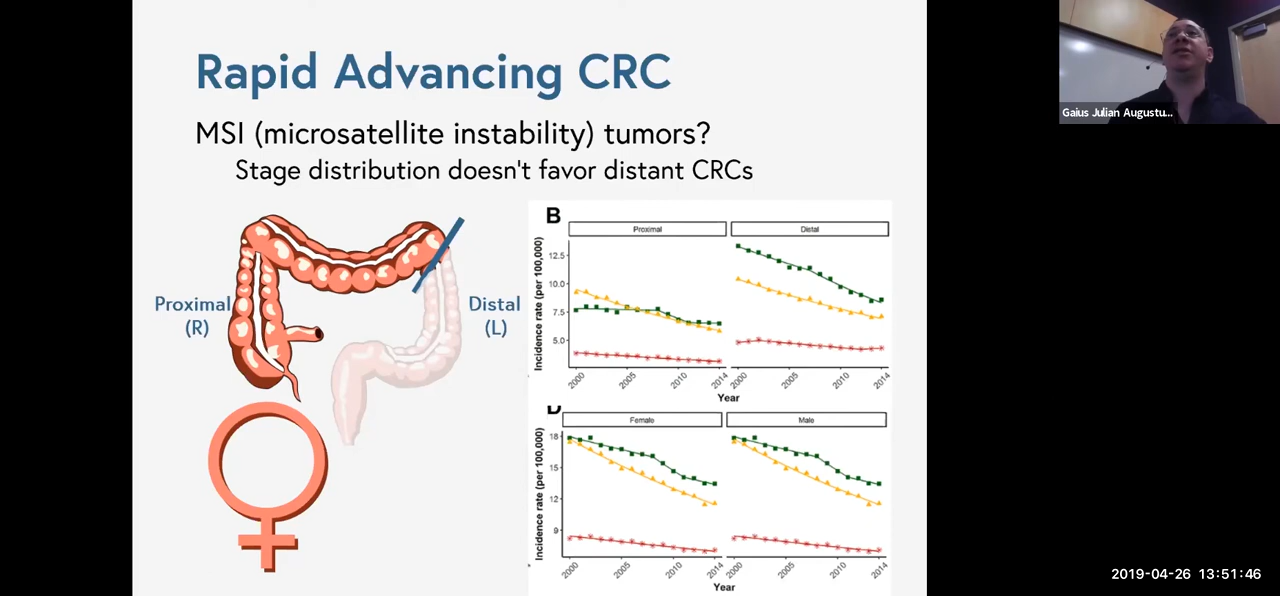 Rapid Advancing CRC
MSI (microsatellite instability) tumors?
Stage distribution doesn't favor distant CRCs
Proximal
(R)
Distal
(L)
B
Proximal
Distal
Incidence rate (per 100,000)
12.5
10.0
7.5
5.0
2000
2005
2010
2014
2000
2005
2010
2014
Year
D
Female
Male
Incidence rate (per 100,000)
18
15
12
9
2000
2005
2010
2014
2000
2005
2010
2014
Year
Gaius Julian Augustu...
2019-04-26 13:51:46